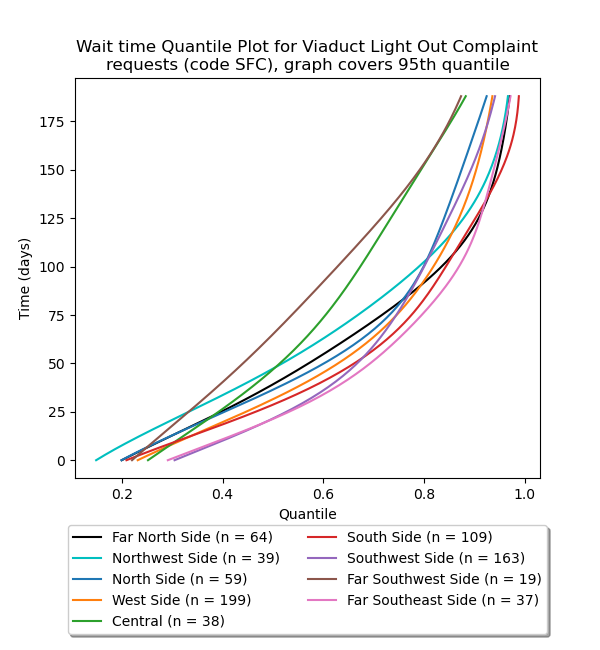 Wait time Quantile Plot for Viaduct Light Out Complaint
requests (code SFC), graph covers 95th quantile
175
150
125
100
75
50
25
0
Time (days)
0.2 0.4 0.6 0.8 1.0
Quantile
Far North Side (n = 64)
Northwest Side (n = 39)
North Side (n = 59)
West Side (n = 199)
Central (n = 38)
South Side (n = 109)
Southwest Side (n = 163)
Far Southwest Side (n = 19)
Far Southeast Side (n = 37)